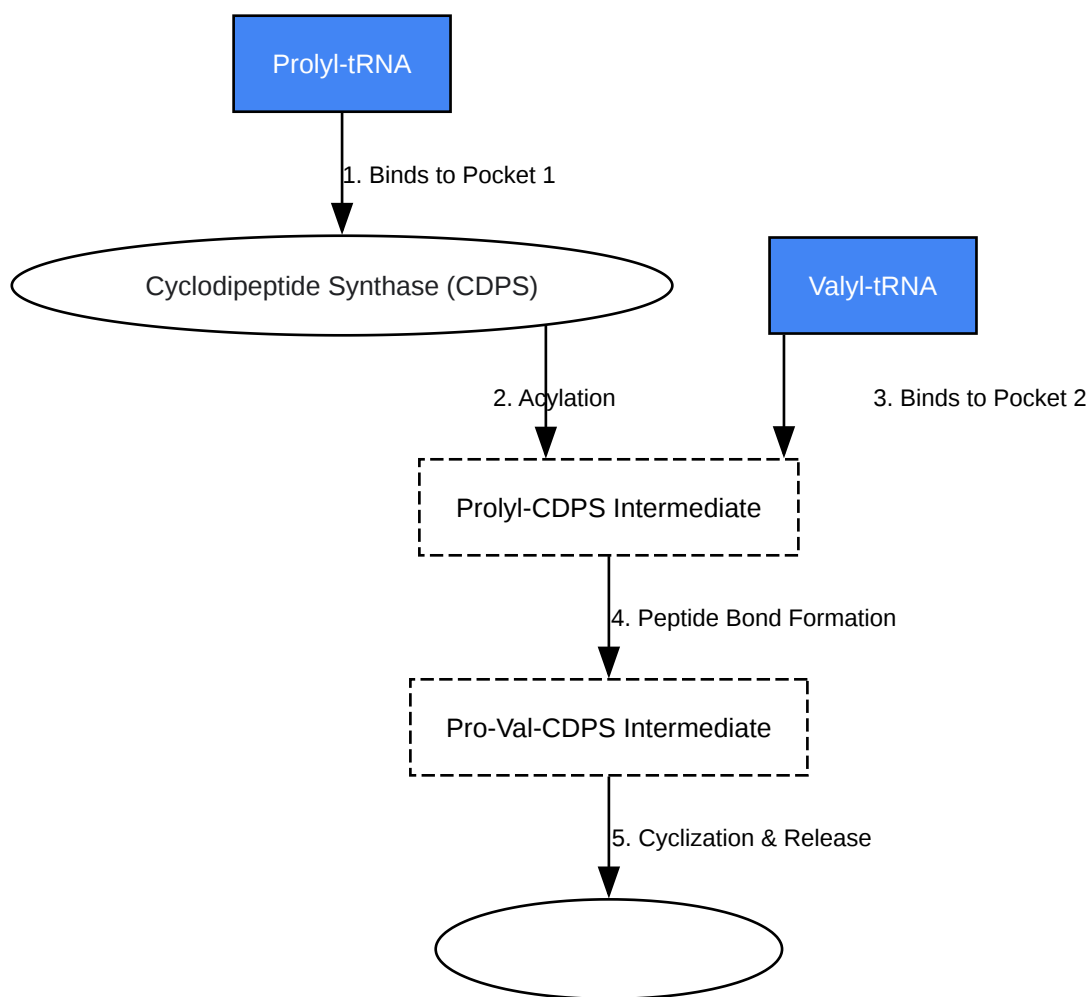 Prolyl-tRNA
1. Binds to Pocket 1
Cyclodipeptide Synthase (CDPS)
Valyl-tRNA
2. Acylation
3. Binds to Pocket 2
Prolyl-CDPS Intermediate
4. Peptide Bond Formation
Pro-Val-CDPS Intermediate
5. Cyclization & Release